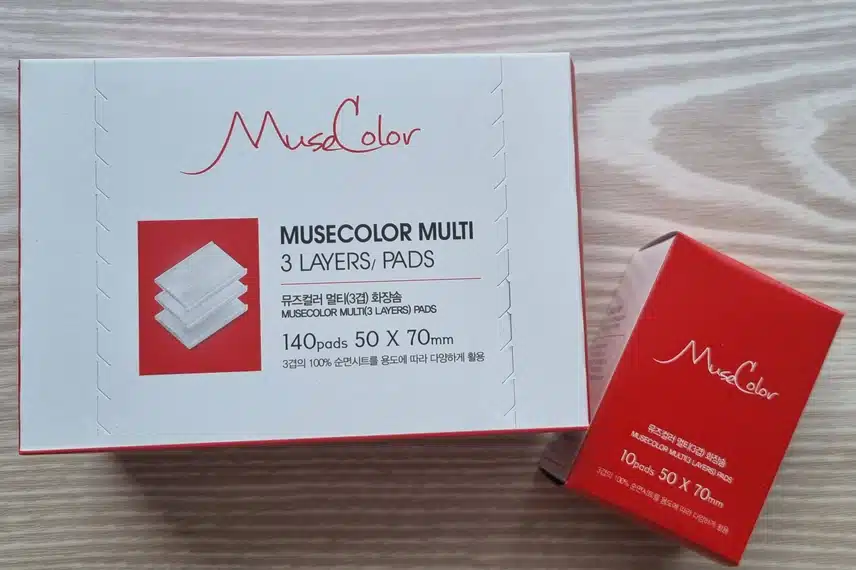 MuseColor
MUSECOLOR MULTI
3 LAYERS/ PADS
뮤즈컬러 멀티(3겹) 화장솜
MUSECOLOR MULTI(3 LAYERS) PADS
140pads 50 X 70mm
3겹의 100% 순면시트를 용도에 따라 다양하게 활용
MuseColor
뮤즈컬러 멀티(3겹) 화장솜
MUSECOLOR MULTI(3 LAYERS) PADS
10pads 50 X 70mm
3겹의 100% 순면시트를 용도에 따라 다양하게 활용